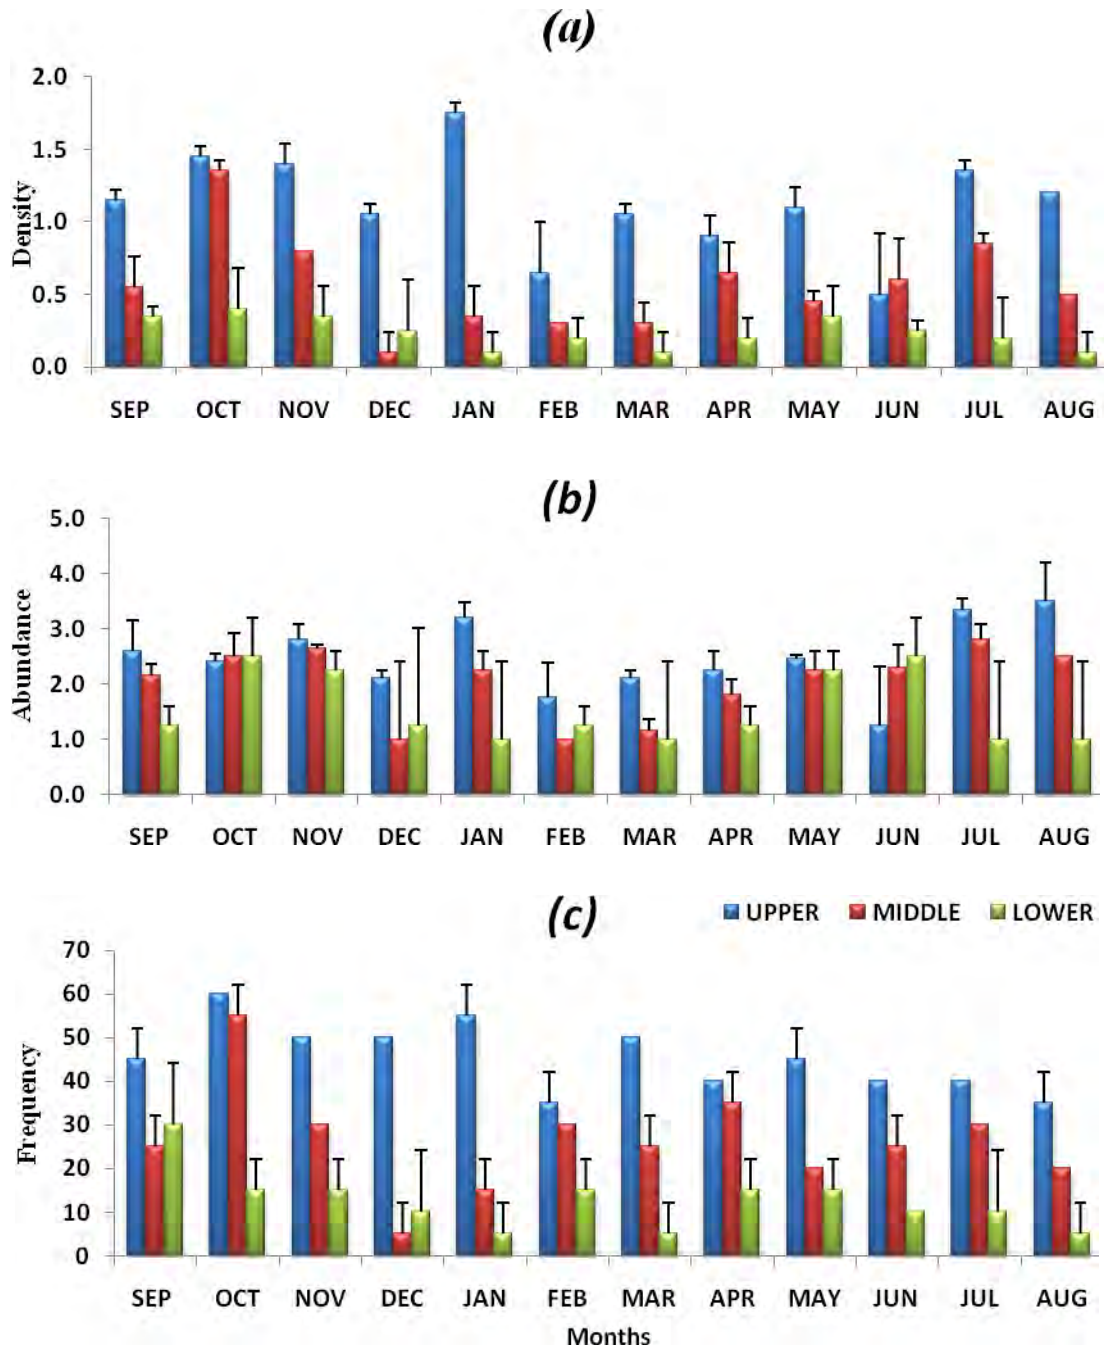 (a)
2.0
1.5
1.0
0.5
0.0
Density
SEP OCT NOV DEC JAN FEB MAR APR MAY JUN JUL AUG
(b)
5.0
4.0
3.0
2.0
1.0
0.0
Abundance
SEP OCT NOV DEC JAN FEB MAR APR MAY JUN JUL AUG
(c)
UPPER MIDDLE LOWER
70
60
50
40
30
20
10
0
Frequency
SEP OCT NOV DEC JAN FEB MAR APR MAY JUN JUL AUG
Months